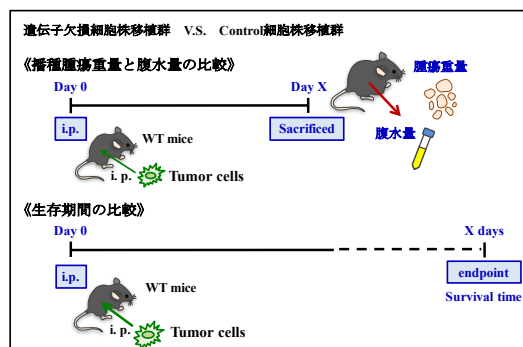 遺伝子欠損細胞株移植群 V.S. Control細胞株移植群
《播種腫瘍重量と腹水量の比較》
Day 0
Day X
腫瘍重量
i.p.
Sacrificed
腹水量
WT mice
i. p.
Tumor cells
《生存期間の比較》
Day 0
X days
i.p.
endpoint
WT mice
Survival time
i. p.
Tumor cells